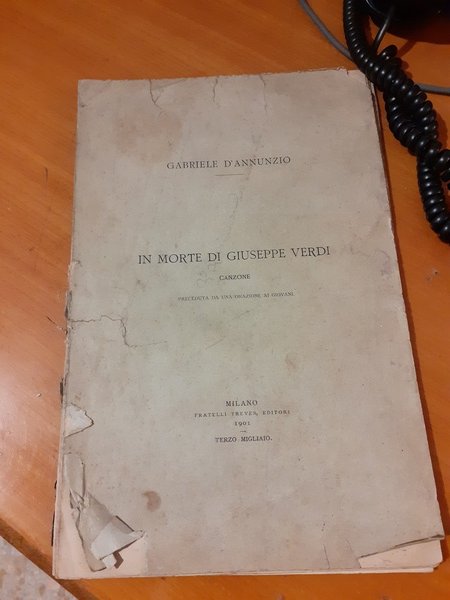 GABRIELE D'ANNUNZIO
IN MORTE DI GIUSEPPE VERDI
CANZONE
PRECEDUTA DA UNA ORAZIONE AI GIOVANI
MILANO
FRATELLI TREVES, EDITORI
1901
TERZO MIGLIAIO.